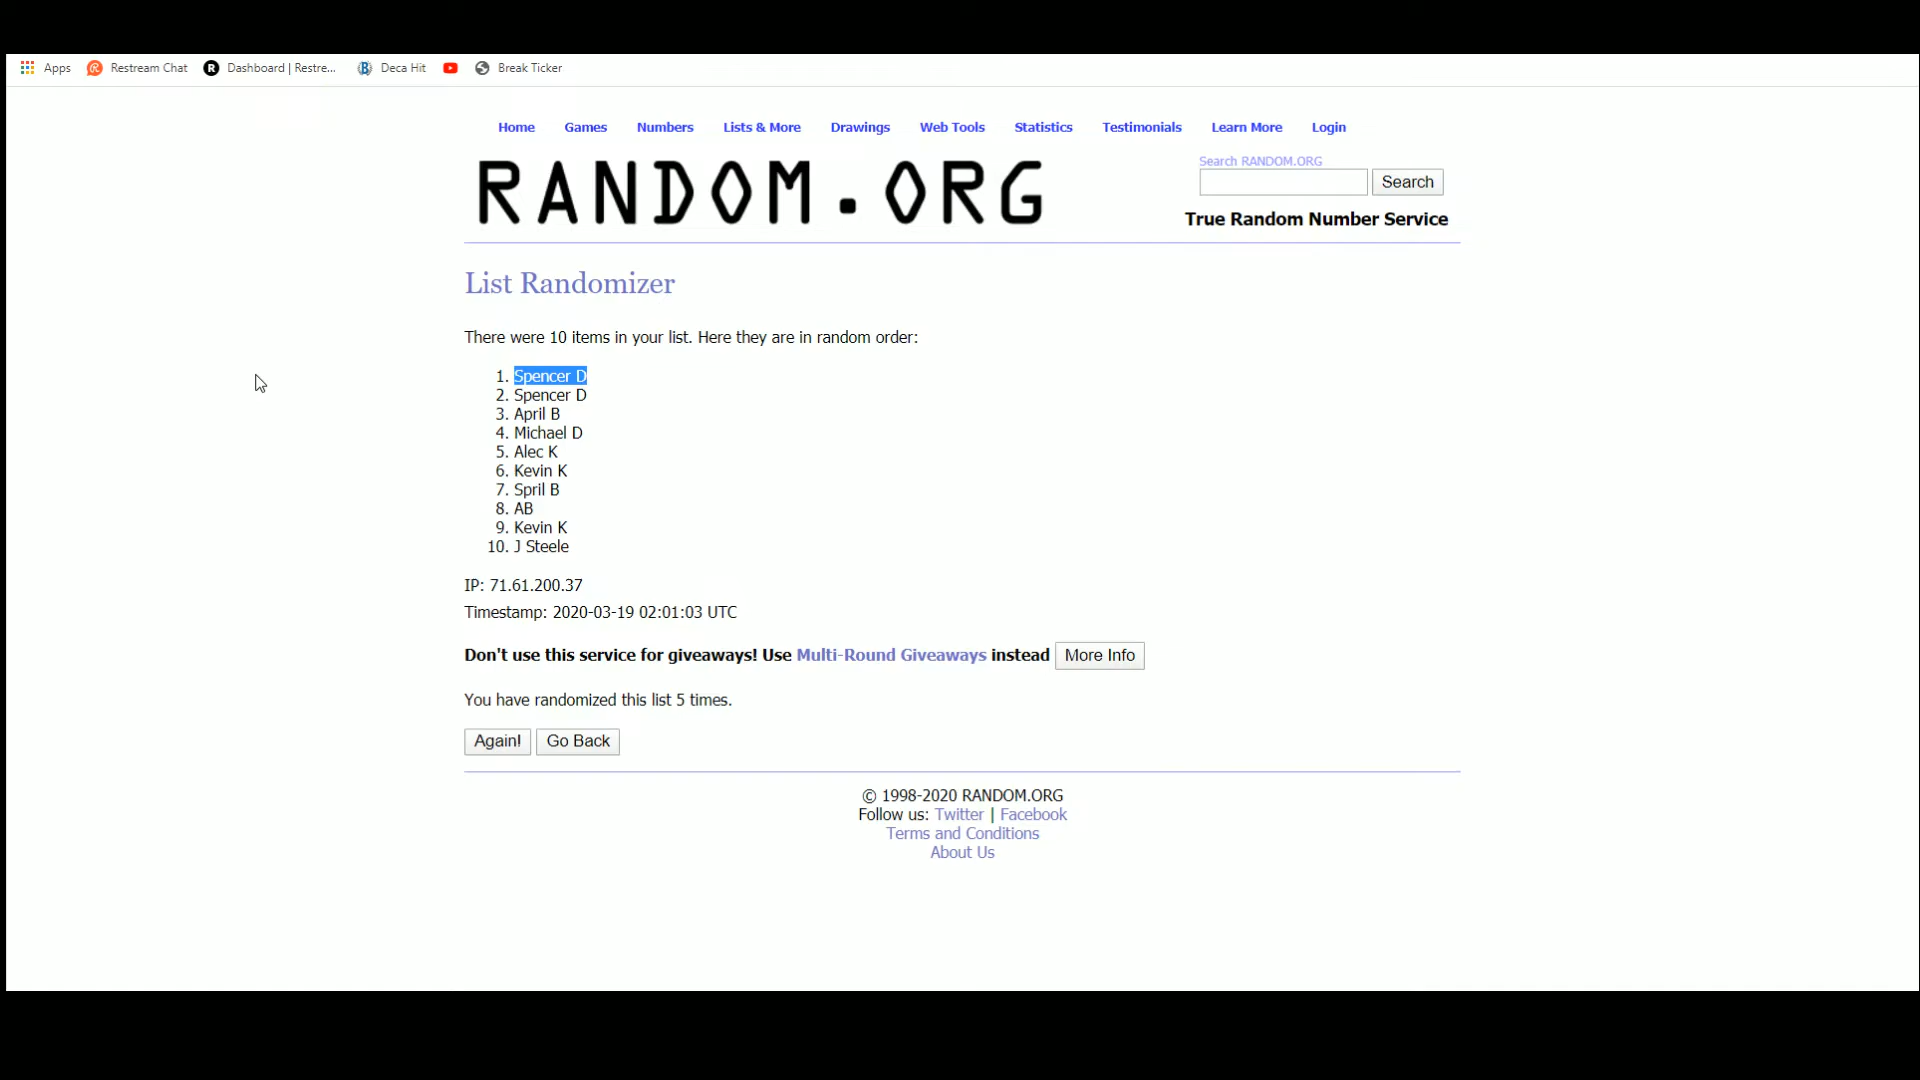 Apps Restream Chat Dashboard | Restre... Deca Hit Break Ticker
Home Games Numbers Lists & More Drawings Web Tools Statistics Testimonials Learn More Login
RANDOM.ORG
Search RANDOM.ORG
Search
True Random Number Service
List Randomizer
There were 10 items in your list. Here they are in random order:
1. Spencer D
2. Spencer D
3. April B
4. Michael D
5. Alec K
6. Kevin K
7. Spril B
8. AB
9. Kevin K
10. J Steele
IP: 71.61.200.37
Timestamp: 2020-03-19 02:01:03 UTC
Don't use this service for giveaways! Use Multi-Round Giveaways instead More Info
You have randomized this list 5 times.
Again! Go Back
© 1998-2020 RANDOM.ORG
Follow us: Twitter | Facebook
Terms and Conditions
About Us